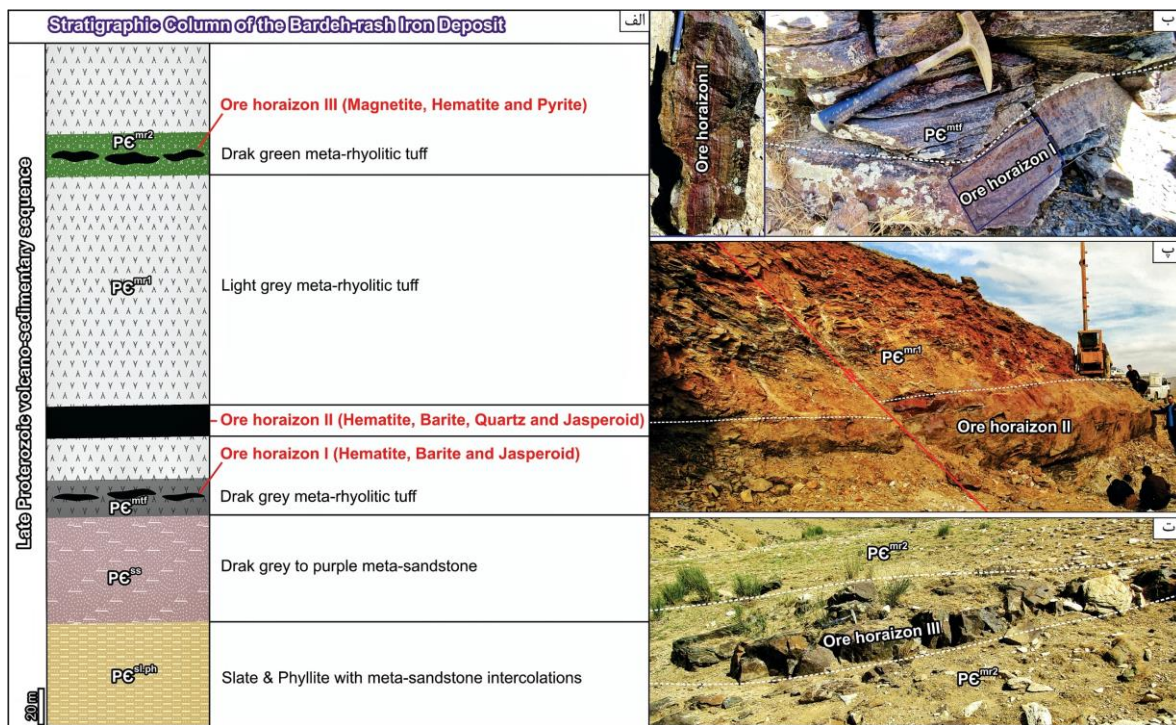 Stratigraphic Column of the Bardeh-rash Iron Deposit
الف
Late Proterozoic volcano-sedimentary sequence
Ore horaizon III (Magnetite, Hematite and Pyrite)
PЄmr2
Drak green meta-rhyolitic tuff
PЄmr1
Light grey meta-rhyolitic tuff
Ore horaizon II (Hematite, Barite, Quartz and Jasperoid)
Ore horaizon I (Hematite, Barite and Jasperoid)
PЄmtf
Drak grey meta-rhyolitic tuff
PЄss
Drak grey to purple meta-sandstone
PЄsl.ph
Slate & Phyllite with meta-sandstone intercolations
20 m
ب
Ore horaizon I
PЄmtf
Ore horaizon I
پ
PЄmr1
Ore horaizon II
ت
PЄmr2
Ore horaizon III
PЄmr2